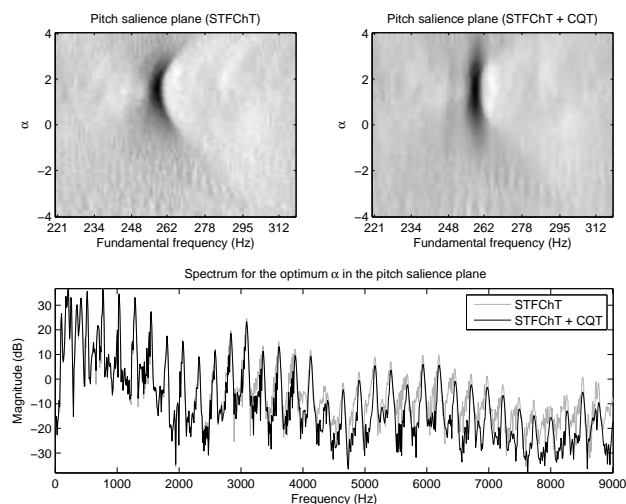 Pitch salience plane (STFChT)
4
2
0
−2
−4
α
221 234 247 262 278 295 312
Fundamental frequency (Hz)
Pitch salience plane (STFChT + CQT)
4
2
0
−2
−4
α
221 234 247 262 278 295 312
Fundamental frequency (Hz)
Spectrum for the optimum α in the pitch salience plane
30
20
10
0
−10
−20
−30
Magnitude (dB)
STFChT
STFChT + CQT
0 1000 2000 3000 4000 5000 6000 7000 8000 9000
Frequency (Hz)